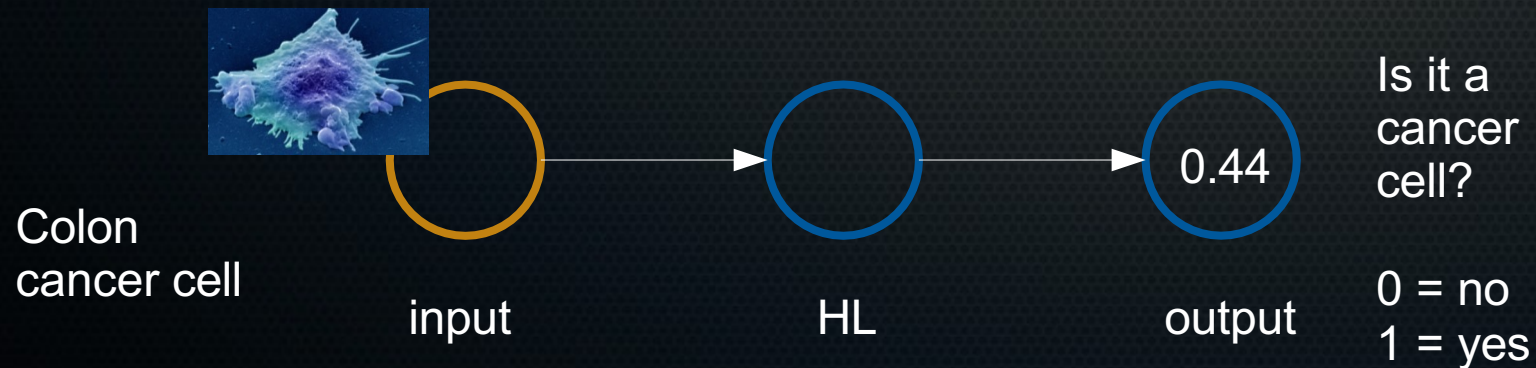 Colon
cancer cell
input
HL
0.44
output
Is it a
cancer
cell?
0 = no
1 = yes